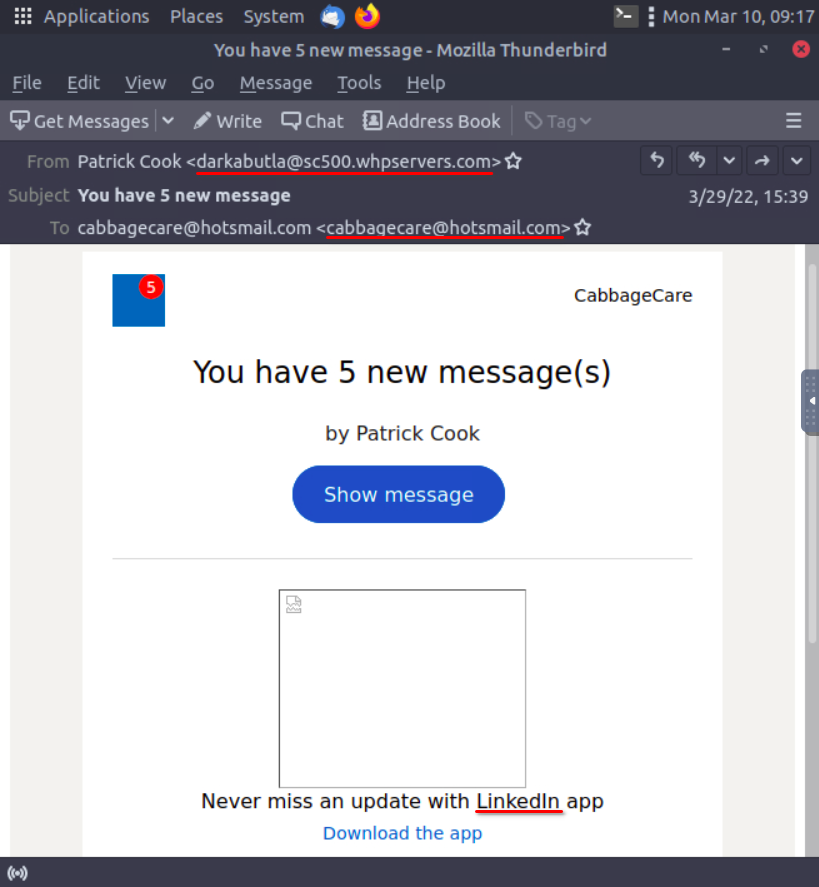 Applications Places System Mon Mar 10, 09:17
You have 5 new message - Mozilla Thunderbird
File Edit View Go Message Tools Help
Get Messages Write Chat Address Book Tag
From Patrick Cook <darkabutla@sc500.whpservers.com>
Subject You have 5 new message 3/29/22, 15:39
To cabbagecare@hotsmail.com <cabbagecare@hotsmail.com>
5
CabbageCare
You have 5 new message(s)
by Patrick Cook
Show message
Never miss an update with LinkedIn app
Download the app